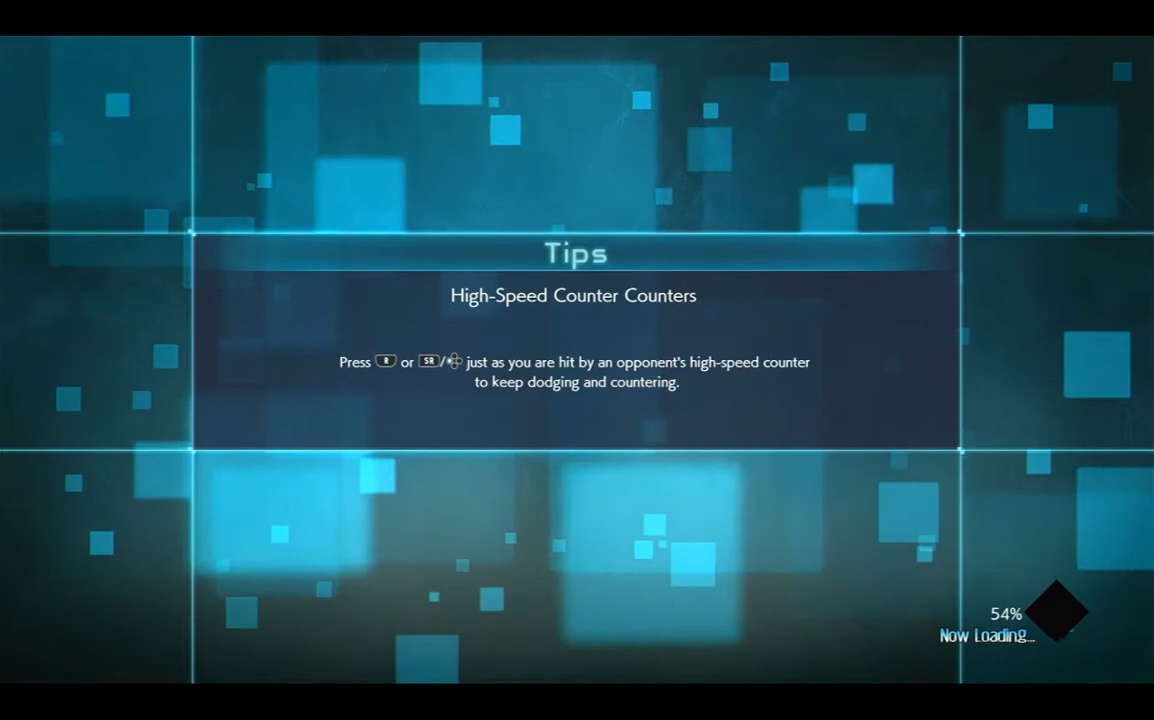 Tips
High-Speed Counter Counters
Press R or SR/ just as you are hit by an opponent's high-speed counter
to keep dodging and countering.
54%
Now Loading...